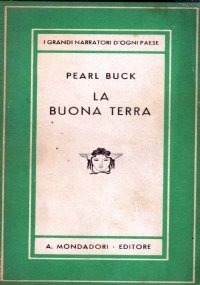 I GRANDI NARRATORI D'OGNI PAESE
PEARL BUCK
LA
BUONA TERRA
A. MONDADORI - EDITORE